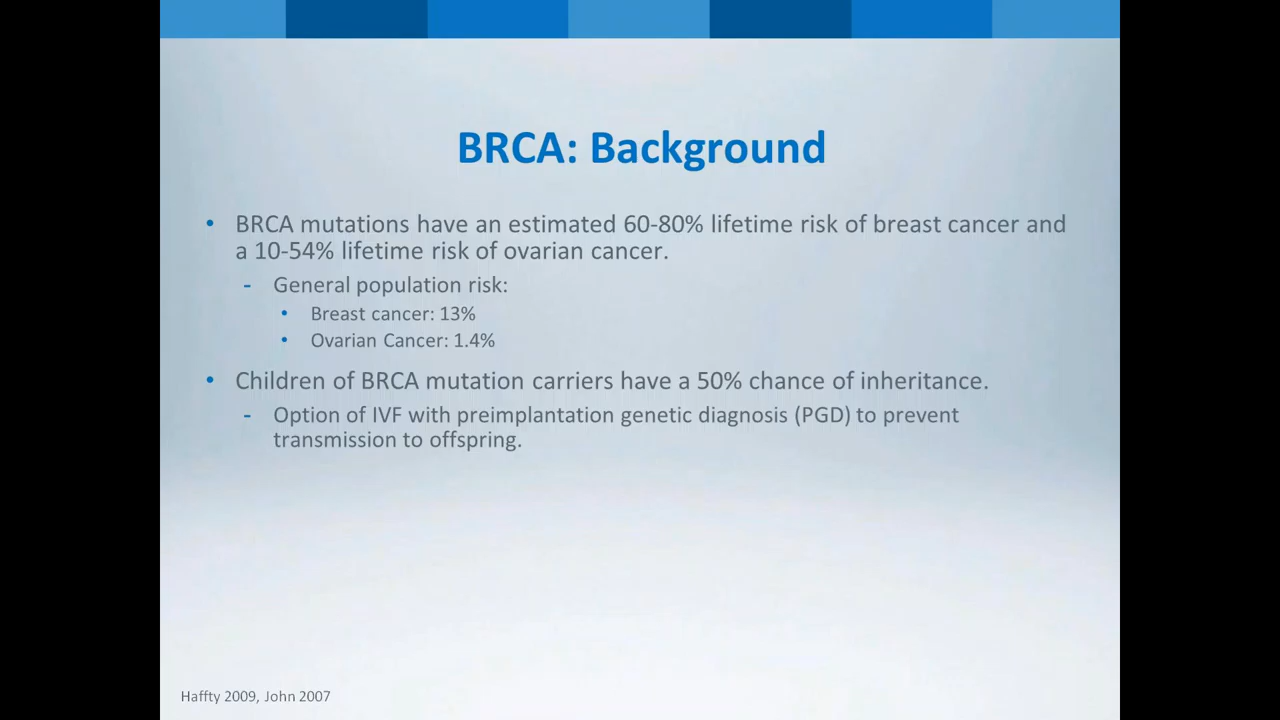 BRCA: Background
• BRCA mutations have an estimated 60-80% lifetime risk of breast cancer and
a 10-54% lifetime risk of ovarian cancer.
- General population risk:
• Breast cancer: 13%
• Ovarian Cancer: 1.4%
• Children of BRCA mutation carriers have a 50% chance of inheritance.
- Option of IVF with preimplantation genetic diagnosis (PGD) to prevent
transmission to offspring.
Haffty 2009, John 2007